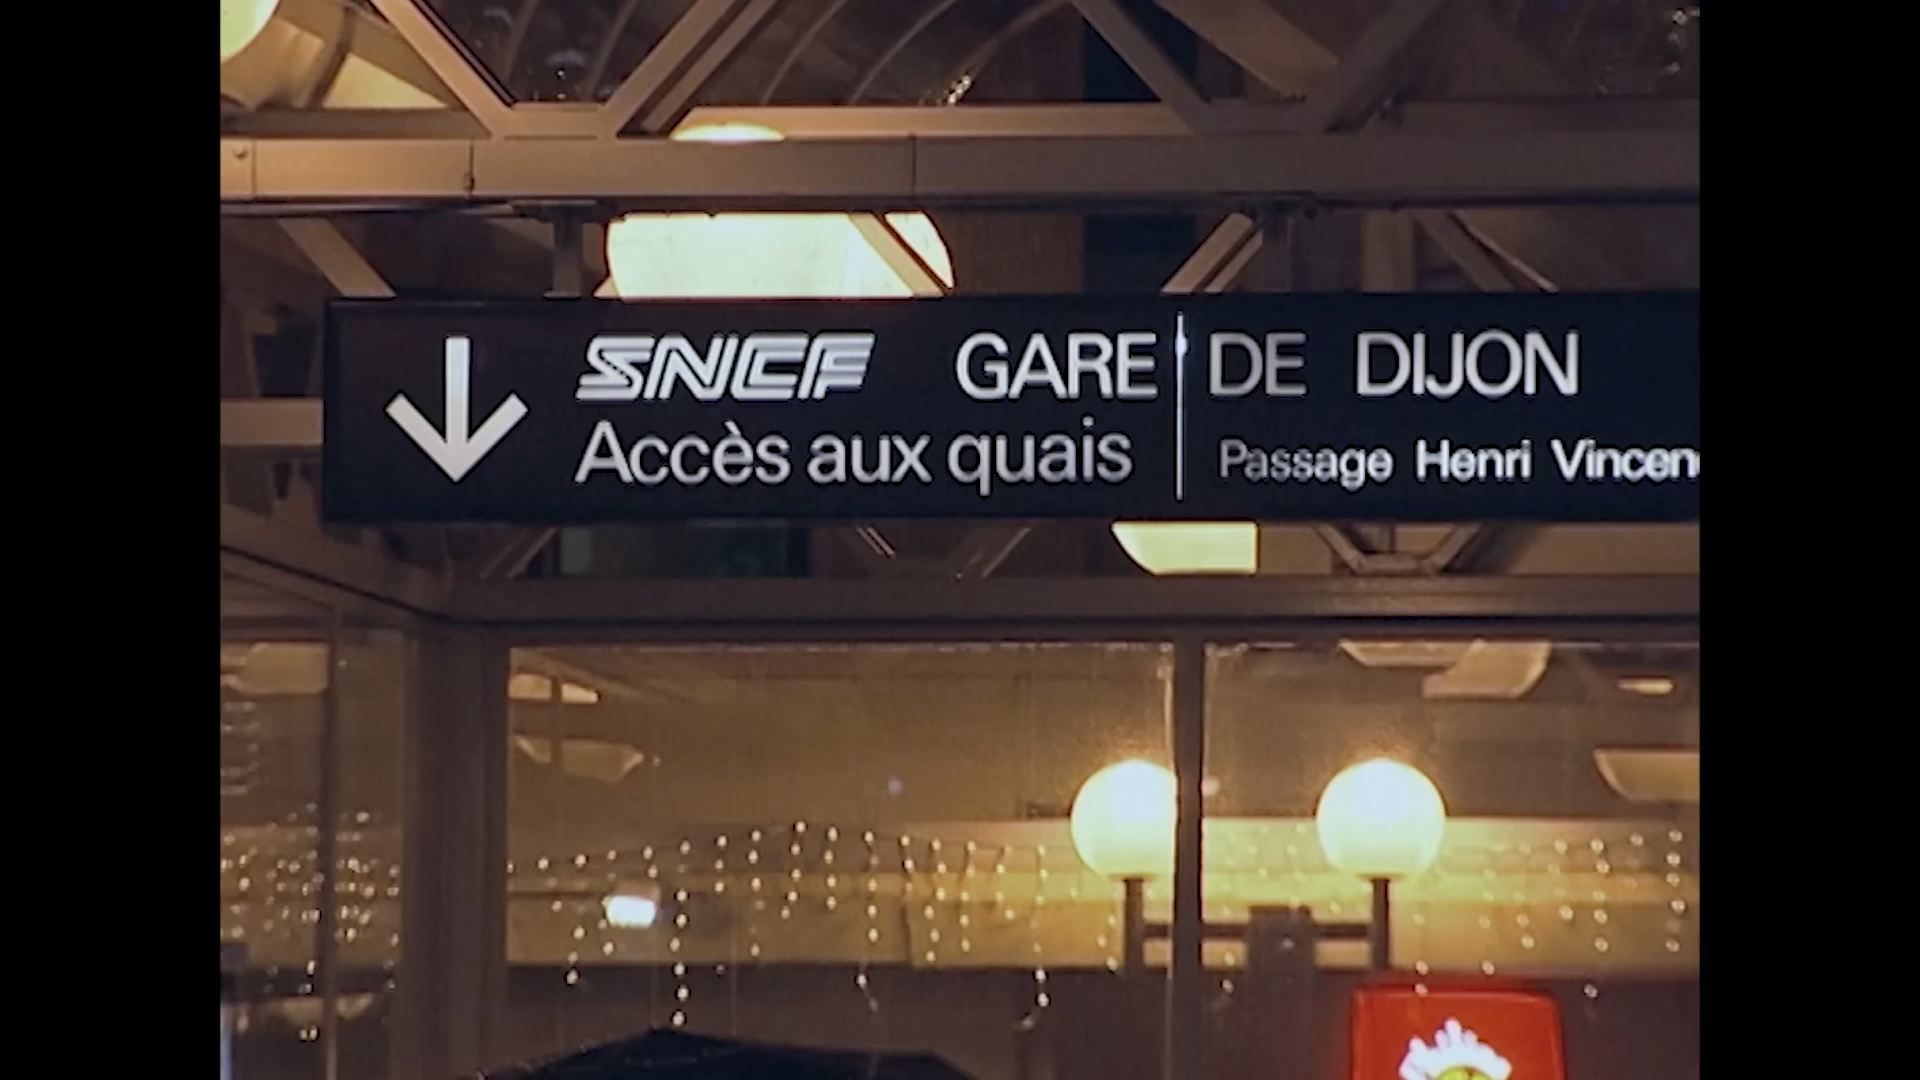 SNCF GARE DE DIJON
Accès aux quais
Passage Henri